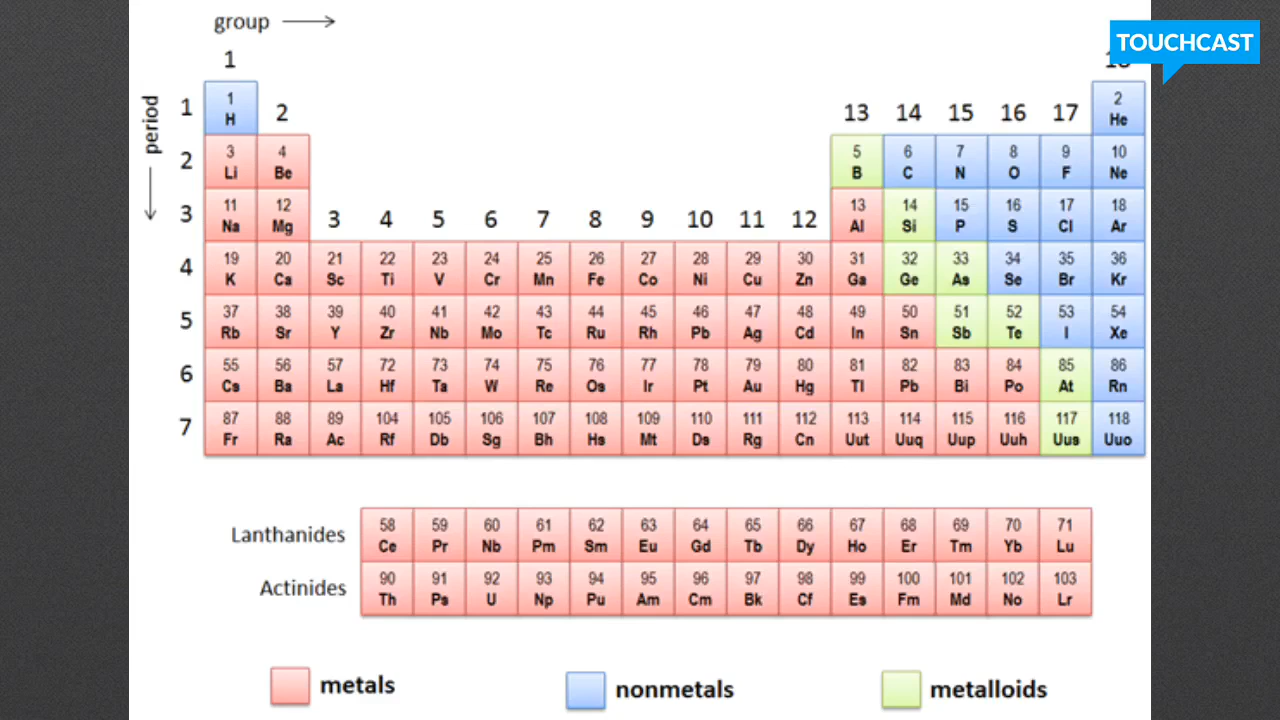 group
TOUCHCAST
1
18
period
1 1 2
2 13 14 15 16 17 H He
2 3 4 5 6 7 8 9 10
Li Be B C N O F Ne
3 11 12 13 14 15 16 17 18
3 4 5 6 7 8 9 10 11 12
Na Mg Al Si P S Cl Ar
4 19 20 21 22 23 24 25 26 27 28 29 30 31 32 33 34 35 36
K Ca Sc Ti V Cr Mn Fe Co Ni Cu Zn Ga Ge As Se Br Kr
5 37 38 39 40 41 42 43 44 45 46 47 48 49 50 51 52 53 54
Rb Sr Y Zr Nb Mo Tc Ru Rh Pb Ag Cd In Sn Sb Te I Xe
6 55 56 57 72 73 74 75 76 77 78 79 80 81 82 83 84 85 86
Cs Ba La Hf Ta W Re Os Ir Pt Au Hg Tl Pb Bi Po At Rn
7 87 88 89 104 105 106 107 108 109 110 111 112 113 114 115 116 117 118
Fr Ra Ac Rf Db Sg Bh Hs Mt Ds Rg Cn Uut Uuq Uup Uuh Uus Uuo
Lanthanides 58 59 60 61 62 63 64 65 66 67 68 69 70 71
Ce Pr Nb Pm Sm Eu Gd Tb Dy Ho Er Tm Yb Lu
Actinides 90 91 92 93 94 95 96 97 98 99 100 101 102 103
Th Ps U Np Pu Am Cm Bk Cf Es Fm Md No Lr
metals nonmetals metalloids